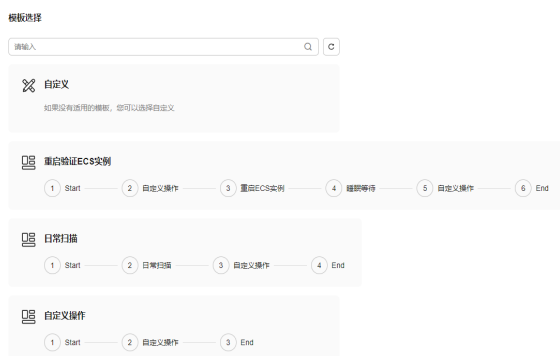 模板选择
请输入
自定义
如果没有适用的模板，您可以选择自定义
重启验证ECS实例
1 Start 2 自定义操作 3 重启ECS实例 4 睡眠等待 5 自定义操作 6 End
日常扫描
1 Start 2 日常扫描 3 自定义操作 4 End
自定义操作
1 Start 2 自定义操作 3 End